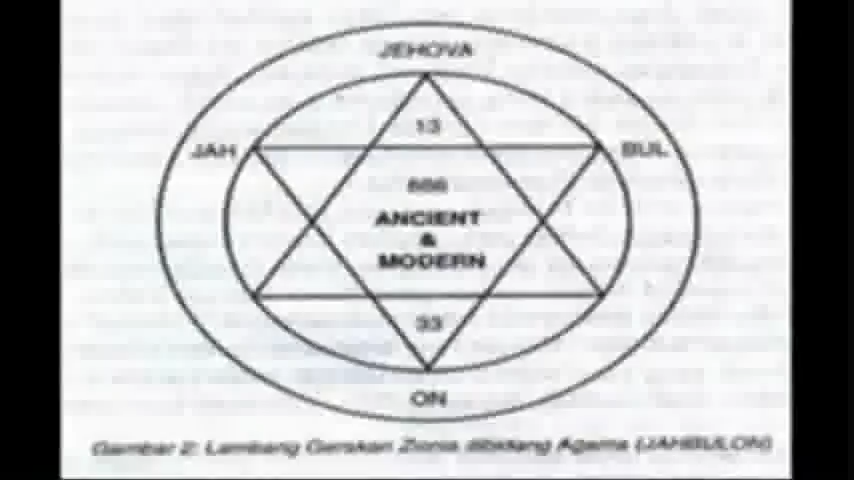 JEHOVA
13
JAH
BUL
666
ANCIENT
&
MODERN
33
ON
Gambar 2: Lambang Gerakan Zionis dibidang Agama (JAHBULON)